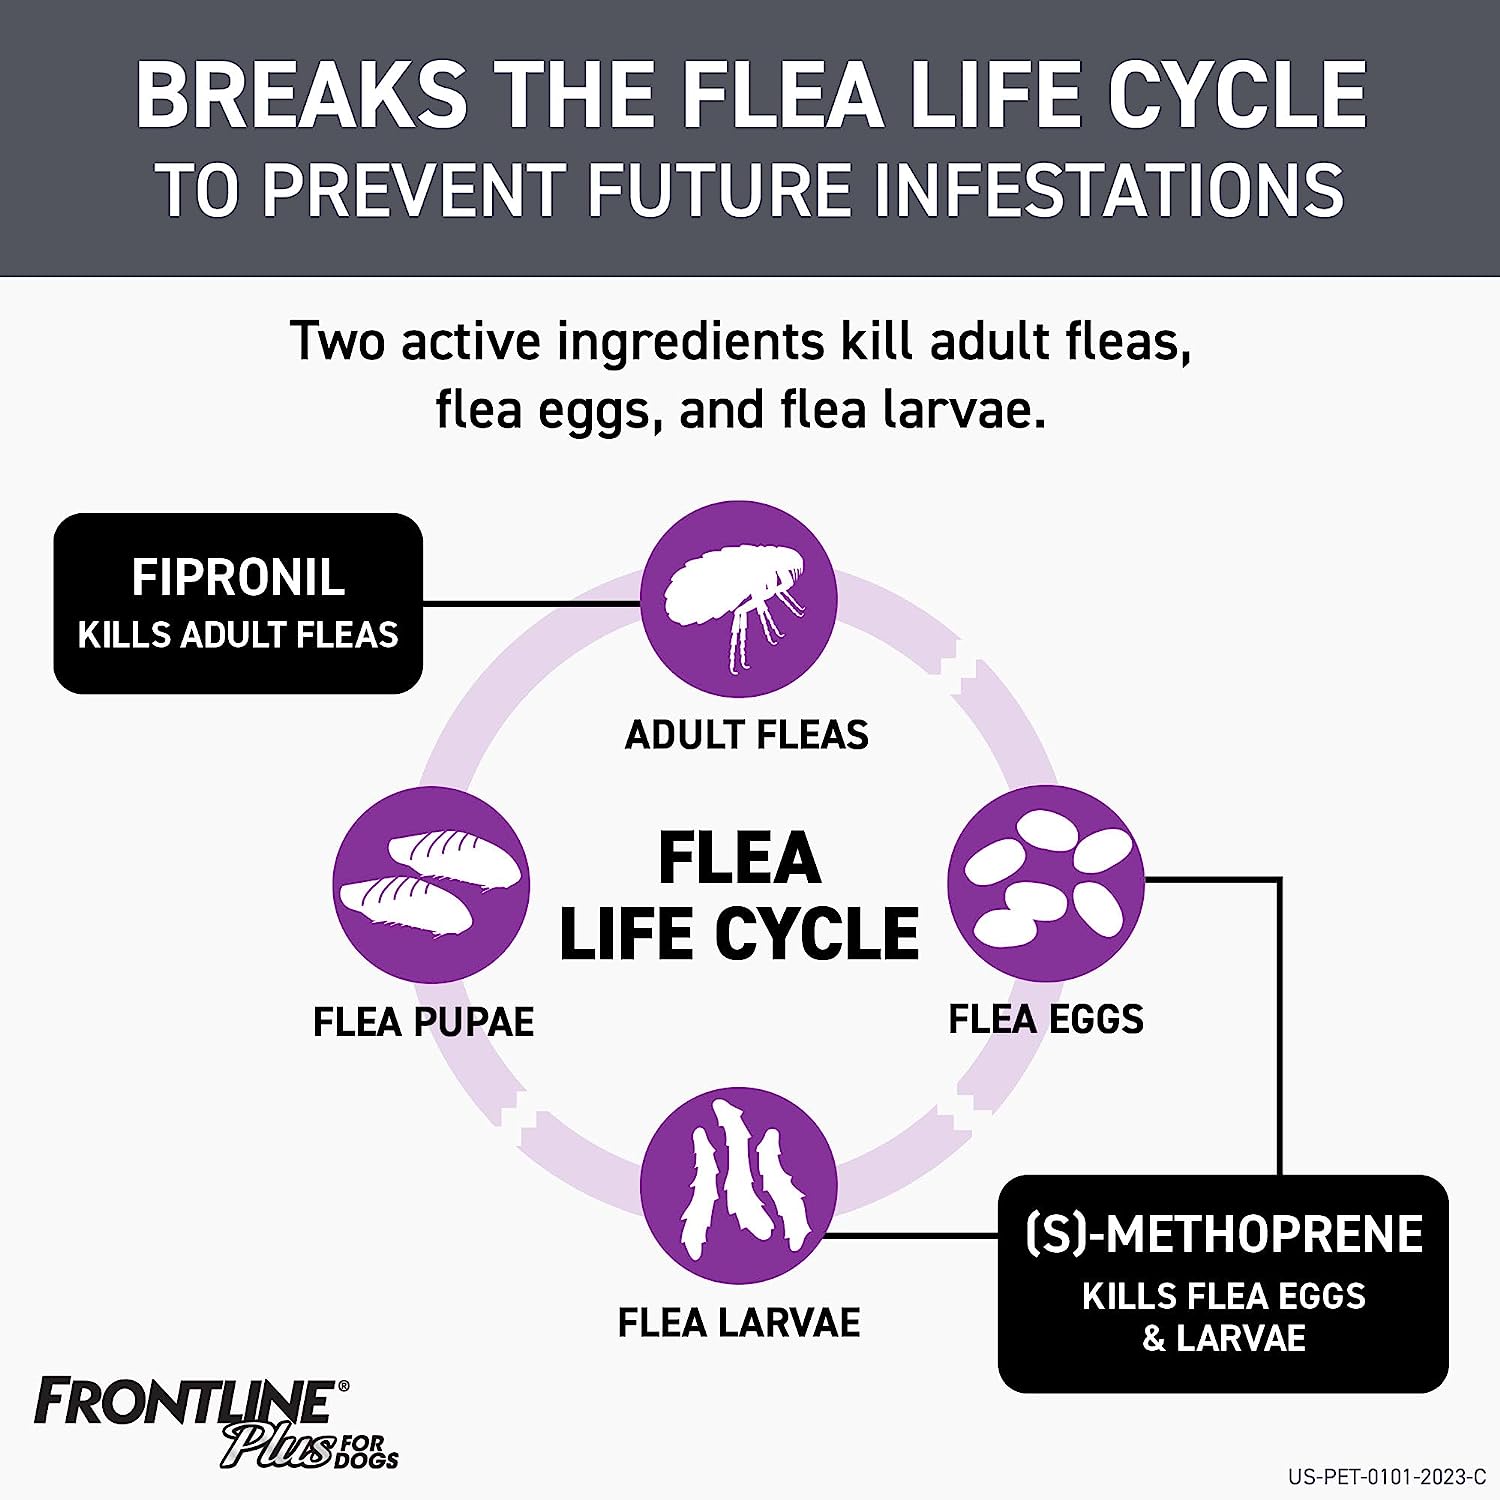 BREAKS THE FLEA LIFE CYCLE
TO PREVENT FUTURE INFESTATIONS
Two active ingredients kill adult fleas,
flea eggs, and flea larvae.
FIPRONIL
KILLS ADULT FLEAS
ADULT FLEAS
FLEA
LIFE CYCLE
FLEA PUPAE
FLEA EGGS
FLEA LARVAE
(S)-METHOPRENE
KILLS FLEA EGGS
& LARVAE
FRONTLINE®
Plus FOR
DOGS
US-PET-0101-2023-C